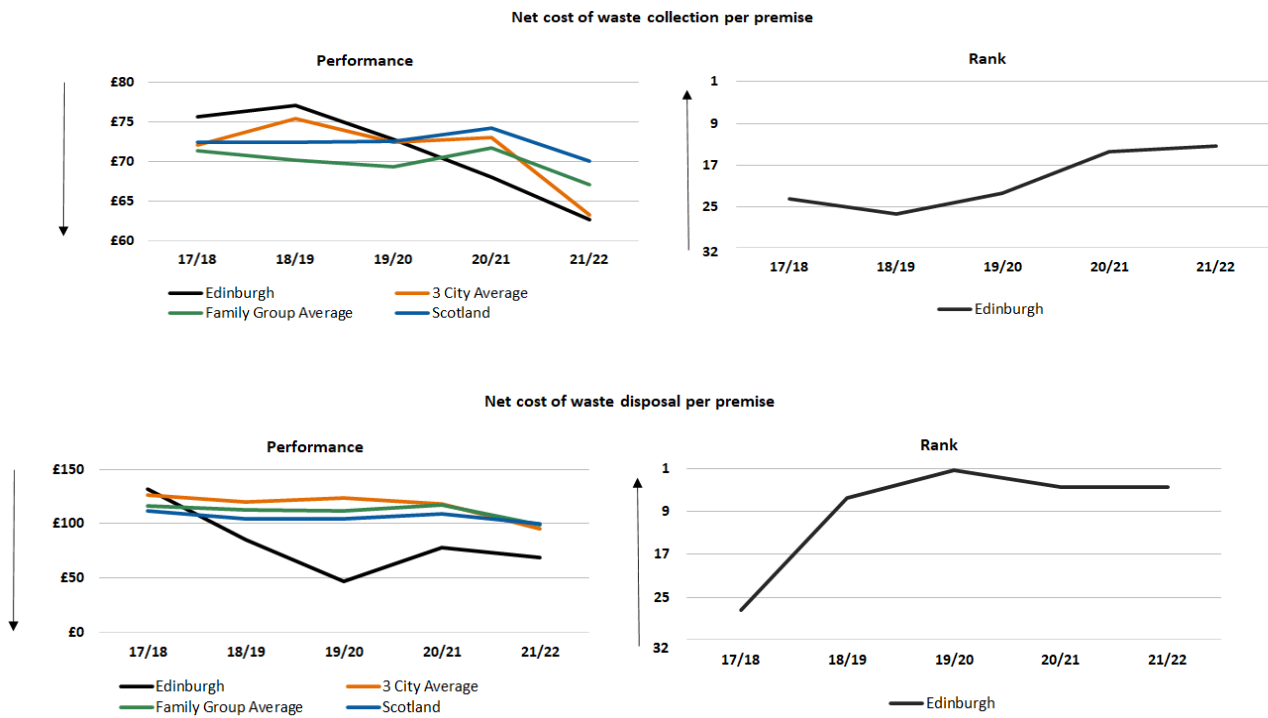 Net cost of waste collection per premise
Performance
£80
£75
£70
£65
£60
17/18 18/19 19/20 20/21 21/22
Edinburgh 3 City Average
Family Group Average Scotland
Rank
1
9
17
25
32
17/18 18/19 19/20 20/21 21/22
Edinburgh
Net cost of waste disposal per premise
Performance
£150
£100
£50
£0
17/18 18/19 19/20 20/21 21/22
Edinburgh 3 City Average
Family Group Average Scotland
Rank
1
9
17
25
32
17/18 18/19 19/20 20/21 21/22
Edinburgh